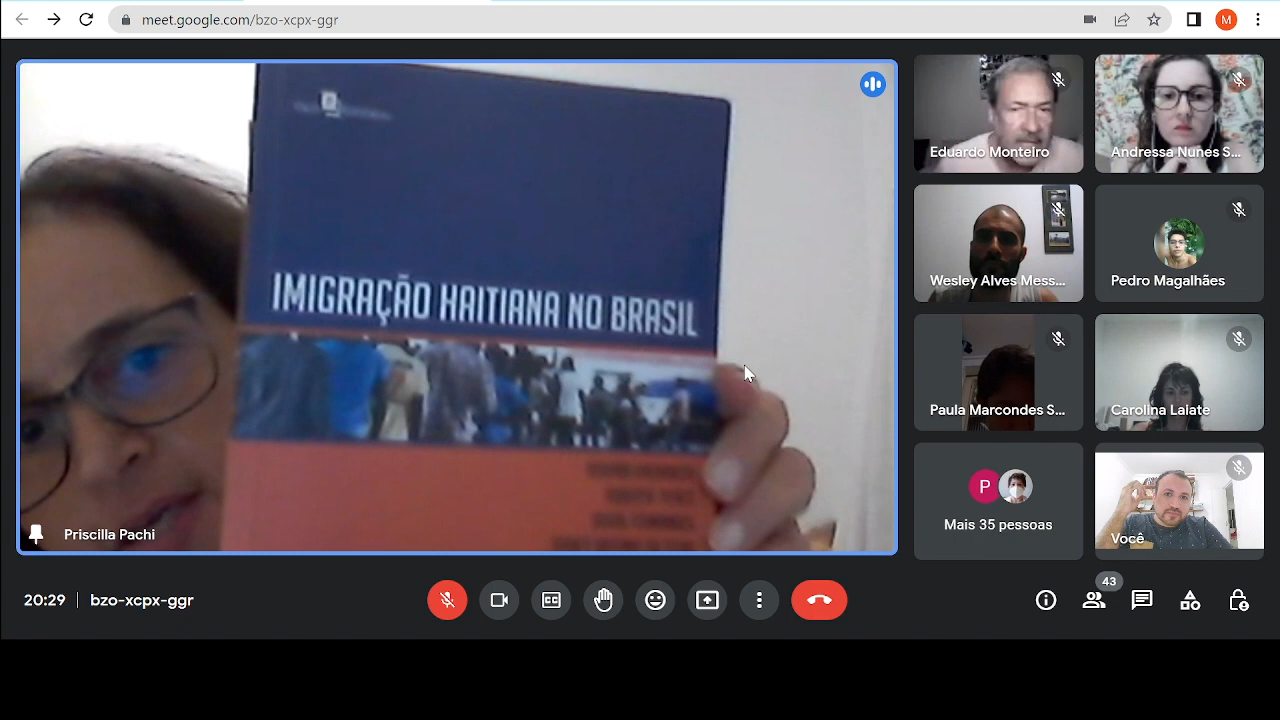 meet.google.com/bzo-xcpx-ggr
M
IMIGRAÇÃO HAITIANA NO BRASIL
Priscilla Pachi
Eduardo Monteiro
Andressa Nunes S...
Wesley Alves Mess...
Pedro Magalhães
Paula Marcondes S...
Carolina Lalate
P
Mais 35 pessoas
Você
20:29
bzo-xcpx-ggr
CC
43